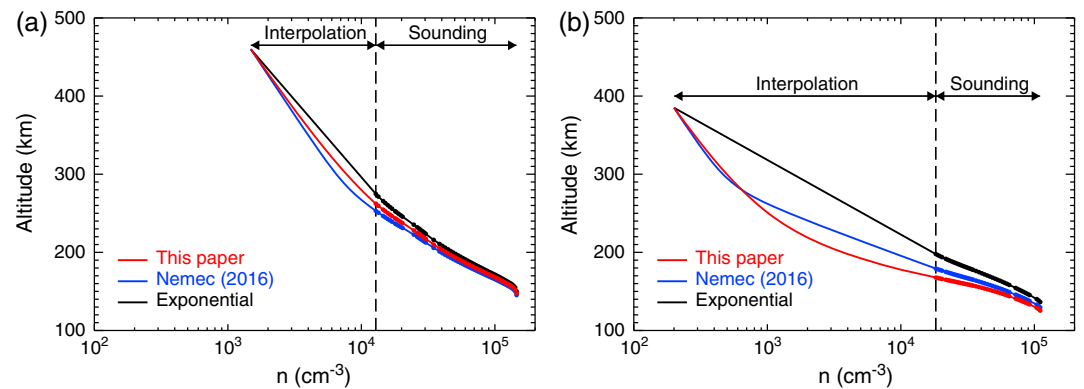 (a)
500
400
300
200
100
Altitude (km)
Interpolation
Sounding
This paper
Nemec (2016)
Exponential
10²
10³
10⁴
10⁵
n (cm⁻³)
(b)
500
400
300
200
100
Altitude (km)
Interpolation
Sounding
This paper
Nemec (2016)
Exponential
10²
10³
10⁴
10⁵
n (cm⁻³)